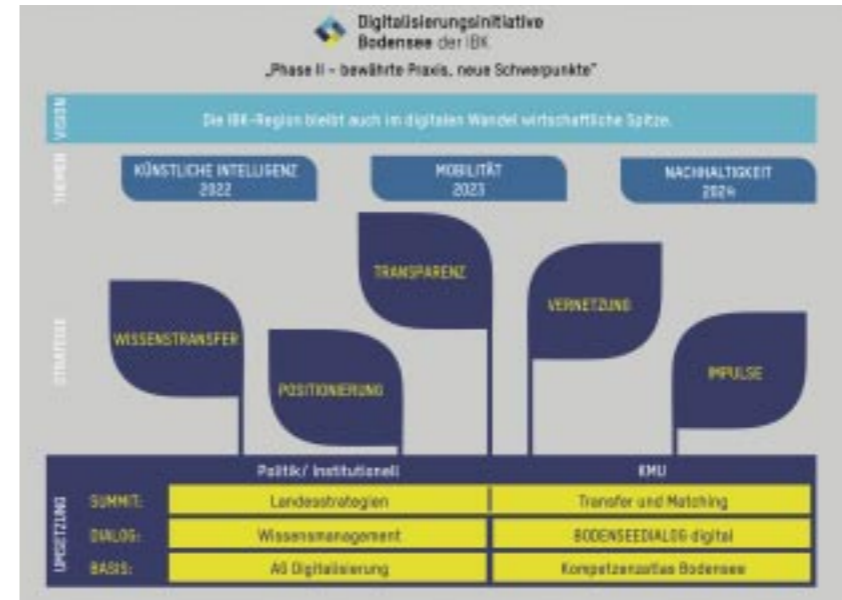 Digitalisierungsinitiative
Bodensee der IBK
„Phase II – bewährte Praxis, neue Schwerpunkte"
VISION
Die IBK-Region bleibt auch im digitalen Wandel wirtschaftliche Spitze.
THEMEN
KÜNSTLICHE INTELLIGENZ
2022
MOBILITÄT
2023
NACHHALTIGKEIT
2024
STRATEGIE
WISSENSTRANSFER
POSITIONIERUNG
TRANSPARENZ
VERNETZUNG
IMPULSE
UMSETZUNG
Politik/ Institutionell
KMU
SUMMIT:
Landesstrategien
Transfer und Matching
DIALOG:
Wissensmanagement
BODENSEEDIALOG digital
BASIS:
AG Digitalisierung
Kompetenzatlas Bodensee